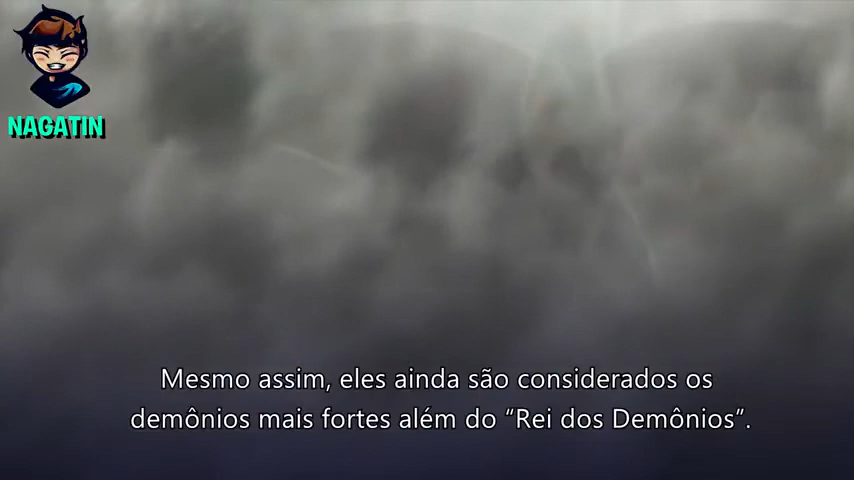 NAGATIN
Mesmo assim, eles ainda são considerados os
demônios mais fortes além do “Rei dos Demônios”.